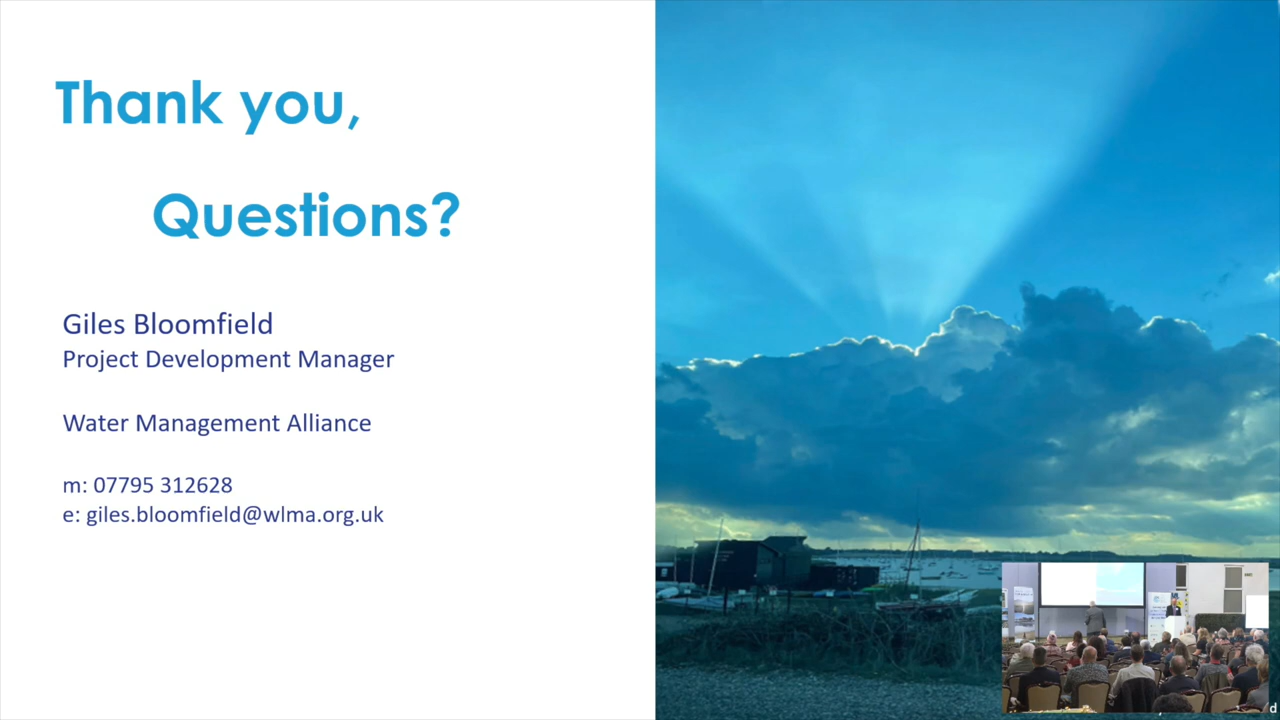 Thank you,
Questions?
Giles Bloomfield
Project Development Manager
Water Management Alliance
m: 07795 312628
e: giles.bloomfield@wlma.org.uk